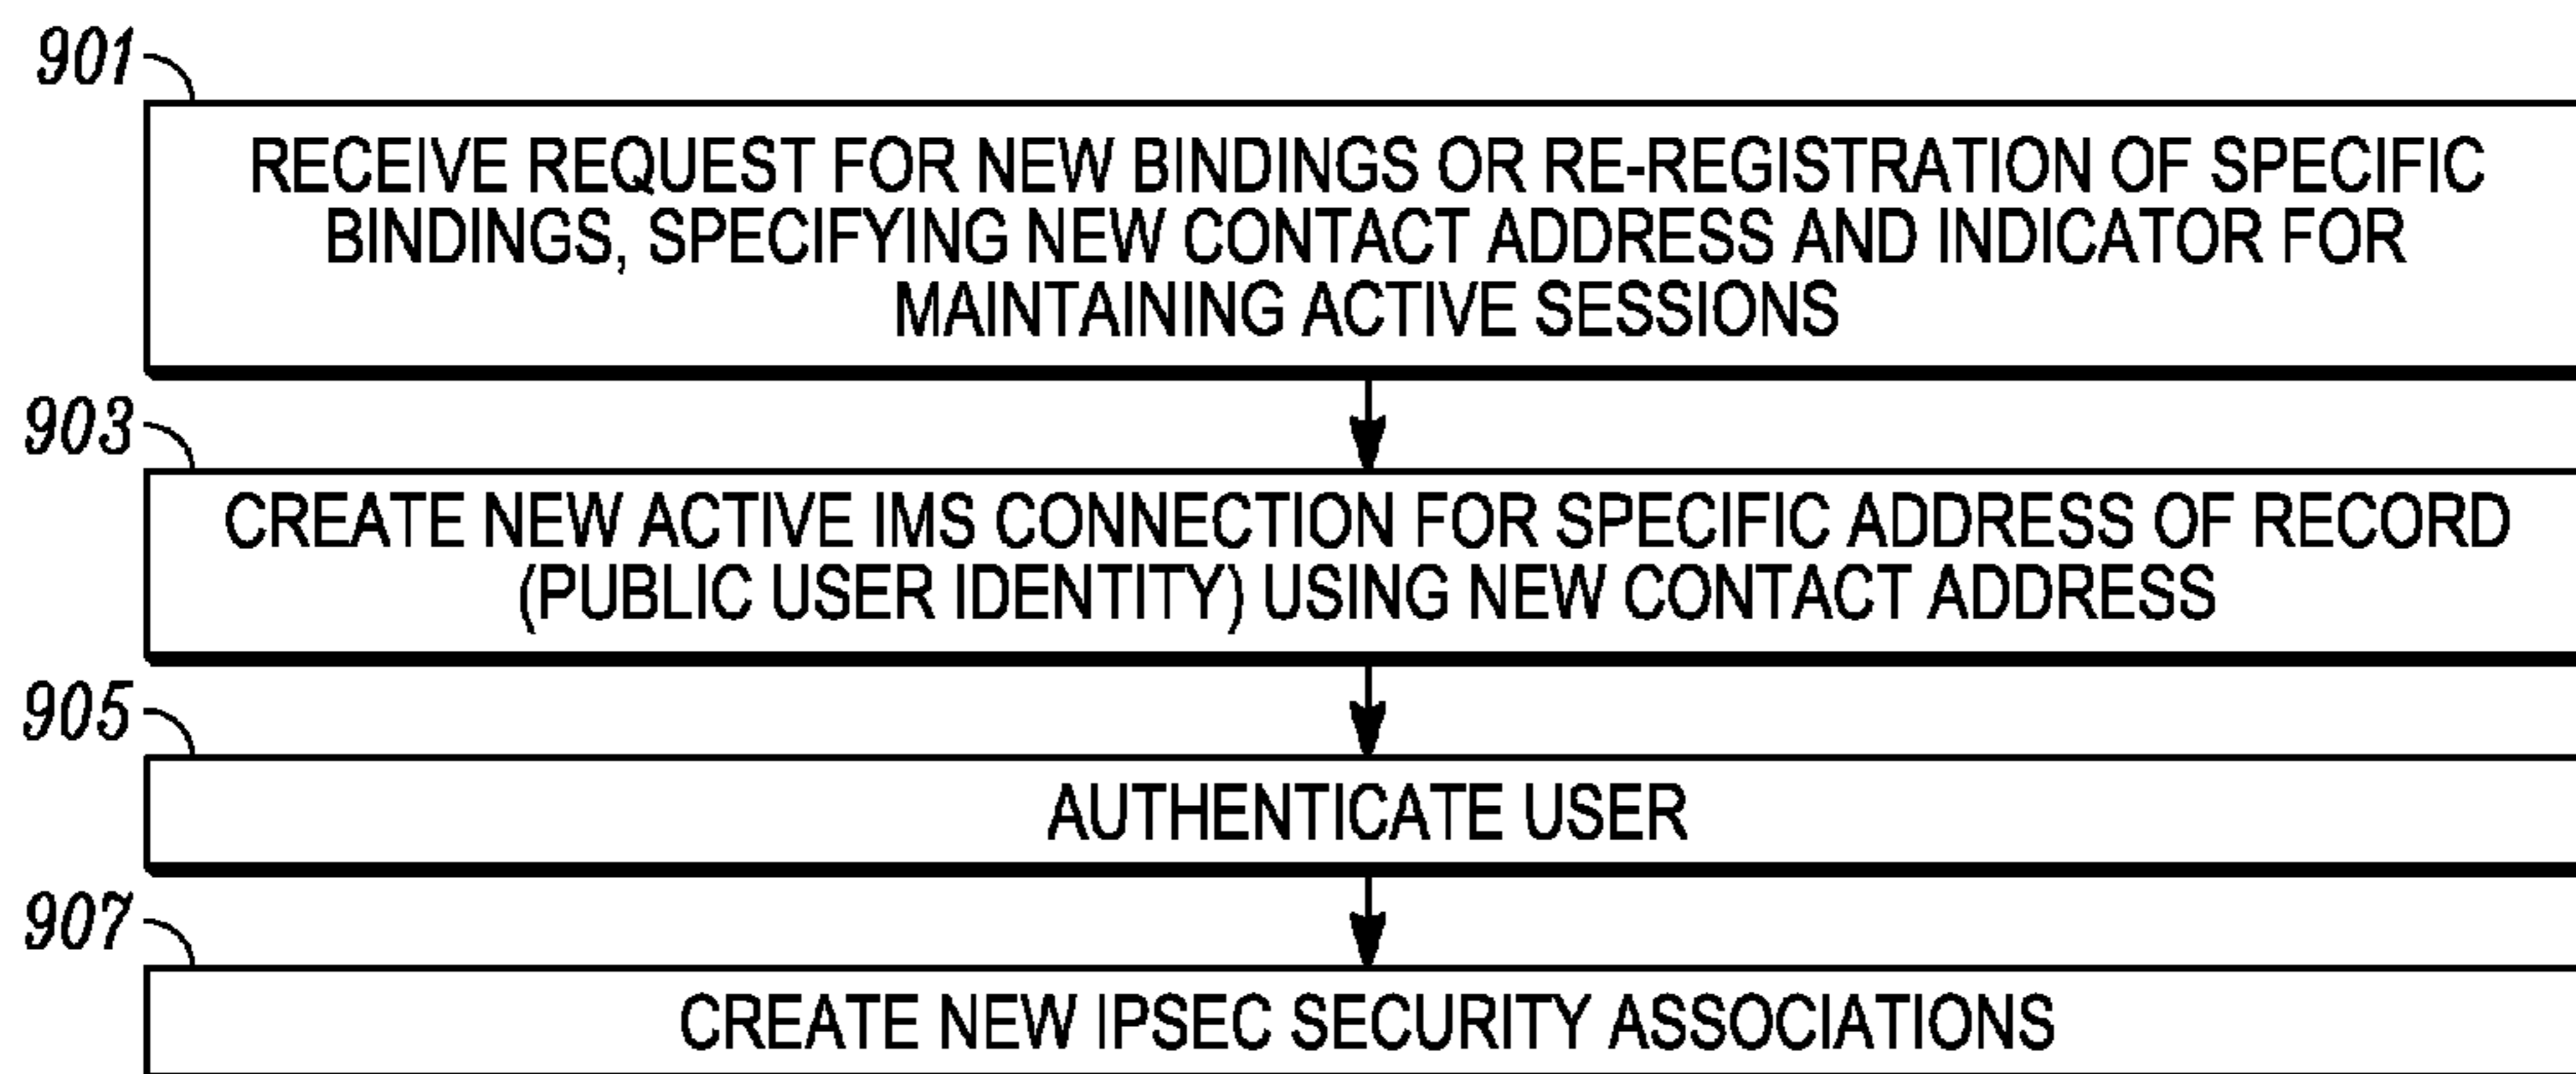 901
RECEIVE REQUEST FOR NEW BINDINGS OR RE-REGISTRATION OF SPECIFIC
BINDINGS, SPECIFYING NEW CONTACT ADDRESS AND INDICATOR FOR
MAINTAINING ACTIVE SESSIONS
903
CREATE NEW ACTIVE IMS CONNECTION FOR SPECIFIC ADDRESS OF RECORD
(PUBLIC USER IDENTITY) USING NEW CONTACT ADDRESS
905
AUTHENTICATE USER
907
CREATE NEW IPSEC SECURITY ASSOCIATIONS